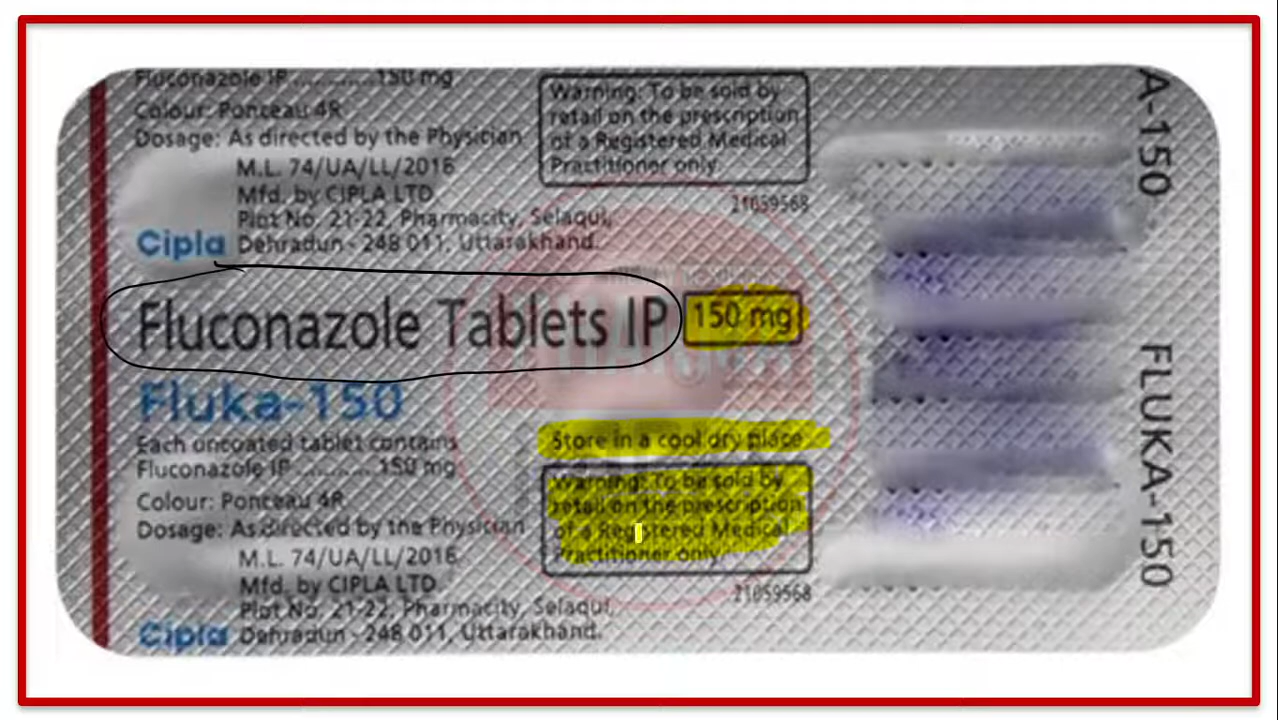 Fluconazole IP ............. 150 mg
Colour: Ponceau 4R
Dosage: As directed by the Physician
M.L. 74/UA/LL/2016
Mfd. by CIPLA LTD.
Plot No. 21-22, Pharmacity, Selaqui,
Cipla Dehradun - 248 011, Uttarakhand.
Warning: To be sold by
retail on the prescription
of a Registered Medical
Practitioner only.
21059568
Fluconazole Tablets IP 150 mg
Fluka-150
Each uncoated tablet contains
Fluconazole IP ............. 150 mg
Colour: Ponceau 4R
Dosage: As directed by the Physician
M.L. 74/UA/LL/2016
Mfd. by CIPLA LTD.
Plot No. 21-22, Pharmacity, Selaqui,
Cipla Dehradun - 248 011, Uttarakhand.
Store in a cool dry place
Warning: To be sold by
retail on the prescription
of a Registered Medical
Practitioner only.
21059568
A-150
FLUKA-150